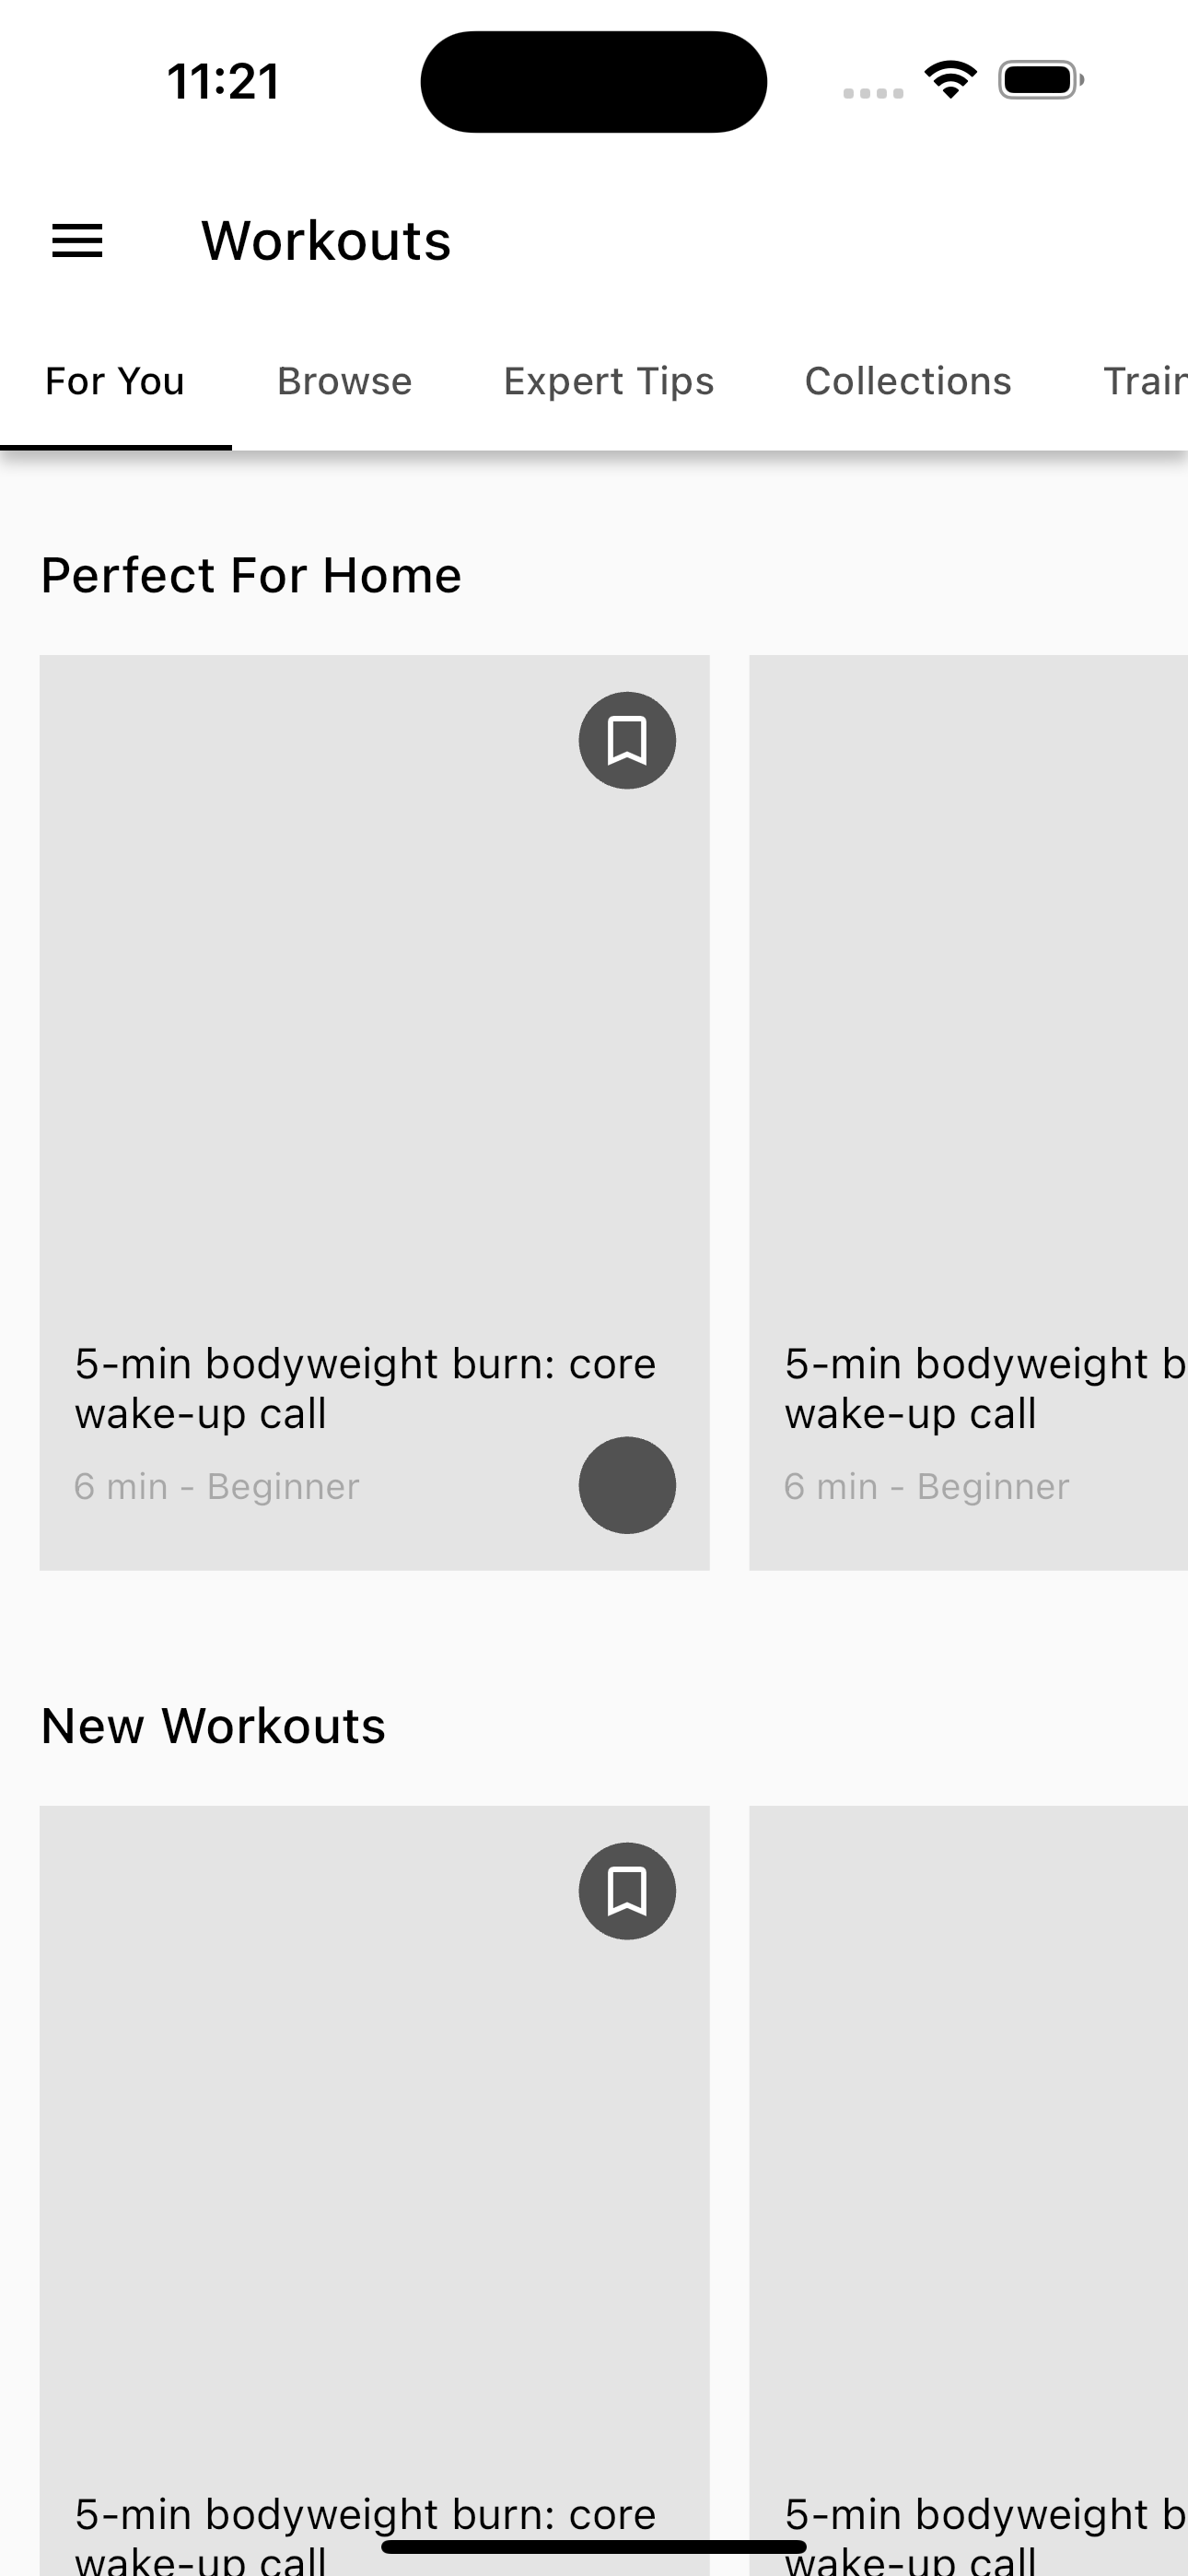 11:21
Workouts
For You
Browse
Expert Tips
Collections
Train
Perfect For Home
5-min bodyweight burn: core
wake-up call
6 min - Beginner
5-min bodyweight b
wake-up call
6 min - Beginner
New Workouts
5-min bodyweight burn: core
wake-up call
5-min bodyweight b
wake-up call